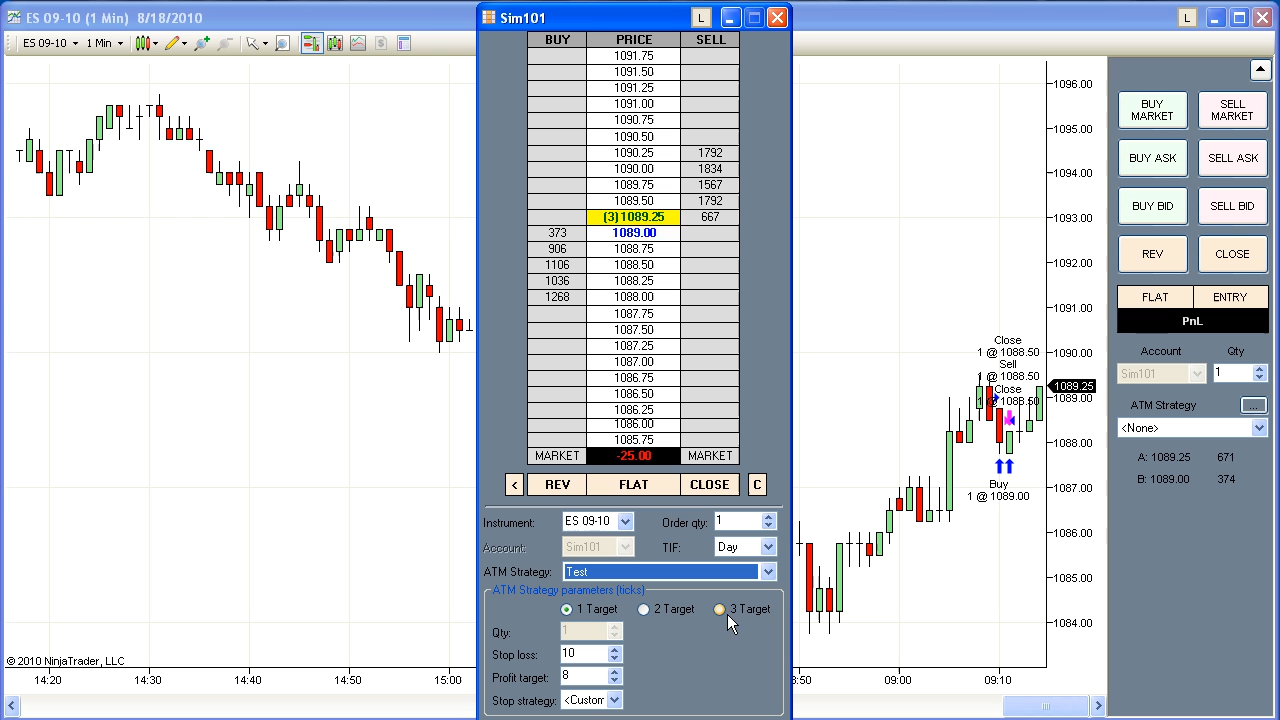 ES 09-10 (1 Min) 8/18/2010
L
ES 09-10 1 Min
Sim101
L
BUY PRICE SELL
1091.75
1091.50
1091.25
1091.00
1090.75
1090.50
1090.25 1792
1090.00 1834
1089.75 1567
1089.50 1792
(3) 1089.25 667
373 1089.00
906 1088.75
1106 1088.50
1036 1088.25
1268 1088.00
1087.75
1087.50
1087.25
1087.00
1086.75
1086.50
1086.25
1086.00
1085.75
MARKET -25.00 MARKET
< REV FLAT CLOSE C
Instrument: ES 09-10 Order qty: 1
Account: Sim101 TIF: Day
ATM Strategy: Test
ATM Strategy parameters (ticks)
1 Target 2 Target 3 Target
Qty: 1
Stop loss: 10
Profit target: 8
Stop strategy: <Custom
Close
1 @ 1088.50
Sell
1 @ 1088.50
Close
1 @ 1088.50
Buy
1 @ 1089.00
1096.00
1095.00
1094.00
1093.00
1092.00
1091.00
1090.00
1089.25
1089.00
1088.00
1087.00
1086.00
1085.00
1084.00
© 2010 NinjaTrader, LLC
14:20 14:30 14:40 14:50 15:00 :50 09:00 09:10
BUY MARKET
SELL MARKET
BUY ASK SELL ASK
BUY BID SELL BID
REV CLOSE
FLAT ENTRY
PnL
Account Qty
Sim101 1
ATM Strategy ...
<None>
A: 1089.25 671
B: 1089.00 374